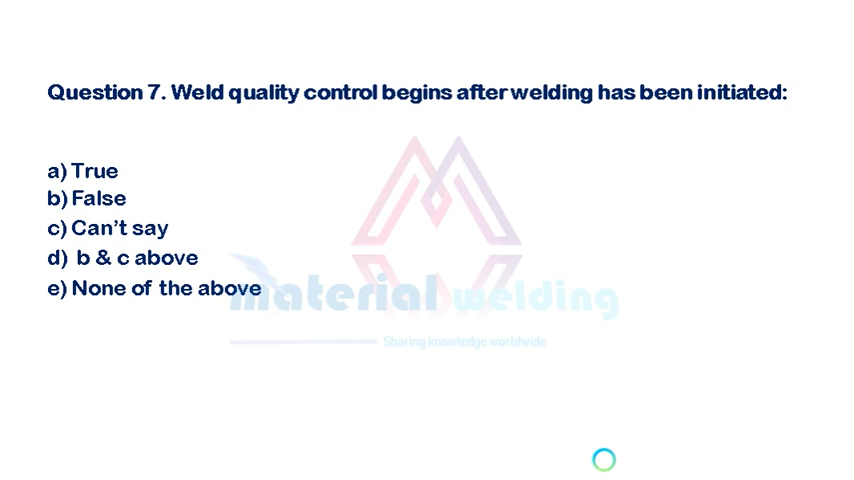 Question 7. Weld quality control begins after welding has been initiated:
a) True
b) False
c) Can't say
d) b & c above
e) None of the above
material welding
Sharing knowledge worldwide